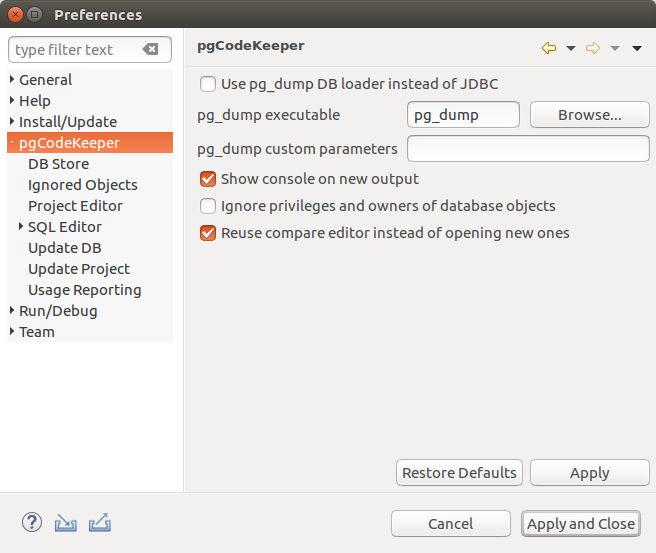 Preferences
type filter text
General
Help
Install/Update
pgCodeKeeper
DB Store
Ignored Objects
Project Editor
SQL Editor
Update DB
Update Project
Usage Reporting
Run/Debug
Team
pgCodeKeeper
Use pg_dump DB loader instead of JDBC
pg_dump executable pg_dump Browse...
pg_dump custom parameters
Show console on new output
Ignore privileges and owners of database objects
Reuse compare editor instead of opening new ones
Restore Defaults Apply
? Cancel Apply and Close